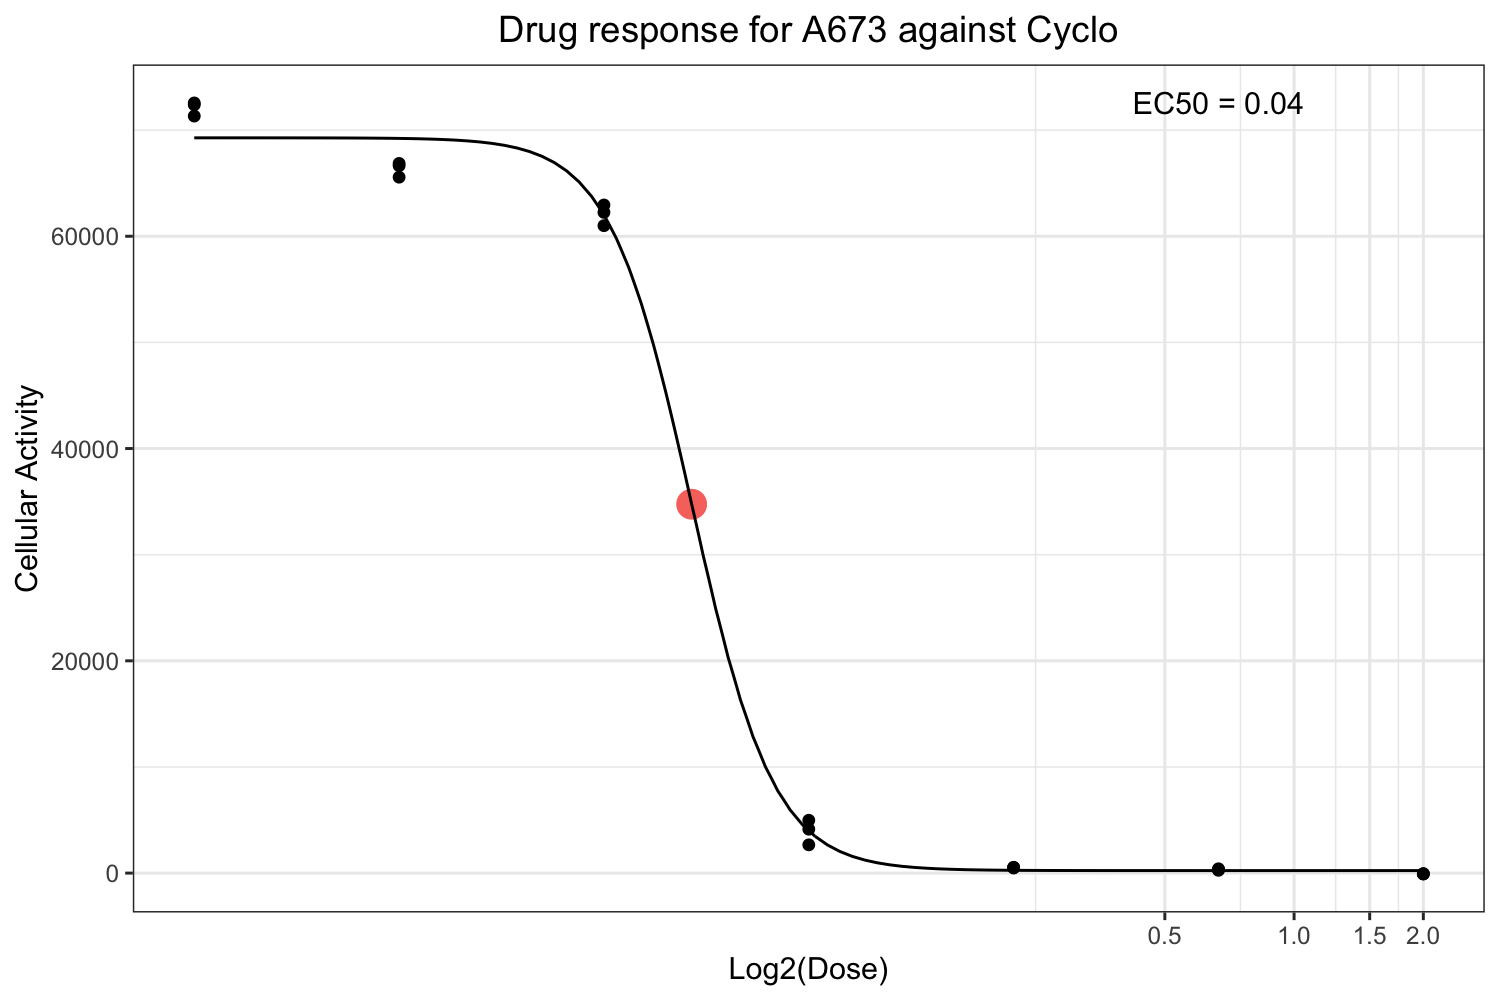 Drug response for A673 against Cyclo
EC50 = 0.04
Cellular Activity
60000
40000
20000
0
0.5 1.0 1.5 2.0
Log2(Dose)